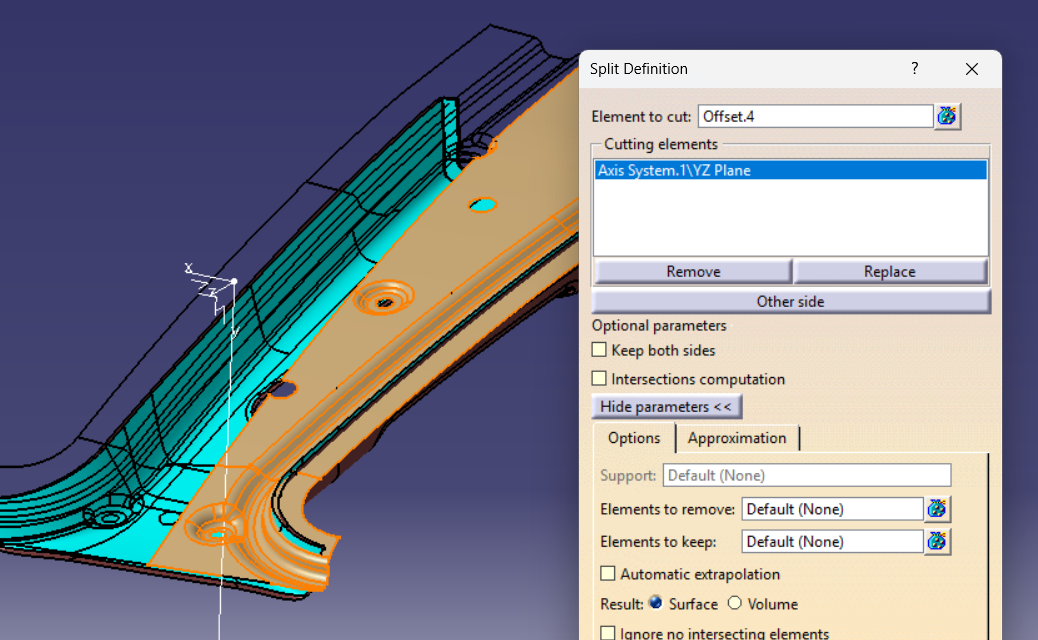 Split Definition
?
Element to cut: Offset.4
Cutting elements
Axis System.1\YZ Plane
Remove Replace
Other side
Optional parameters
Keep both sides
Intersections computation
Hide parameters <<
Options Approximation
Support: Default (None)
Elements to remove: Default (None)
Elements to keep: Default (None)
Automatic extrapolation
Result: Surface Volume
Ignore no intersecting elements
x
z
y